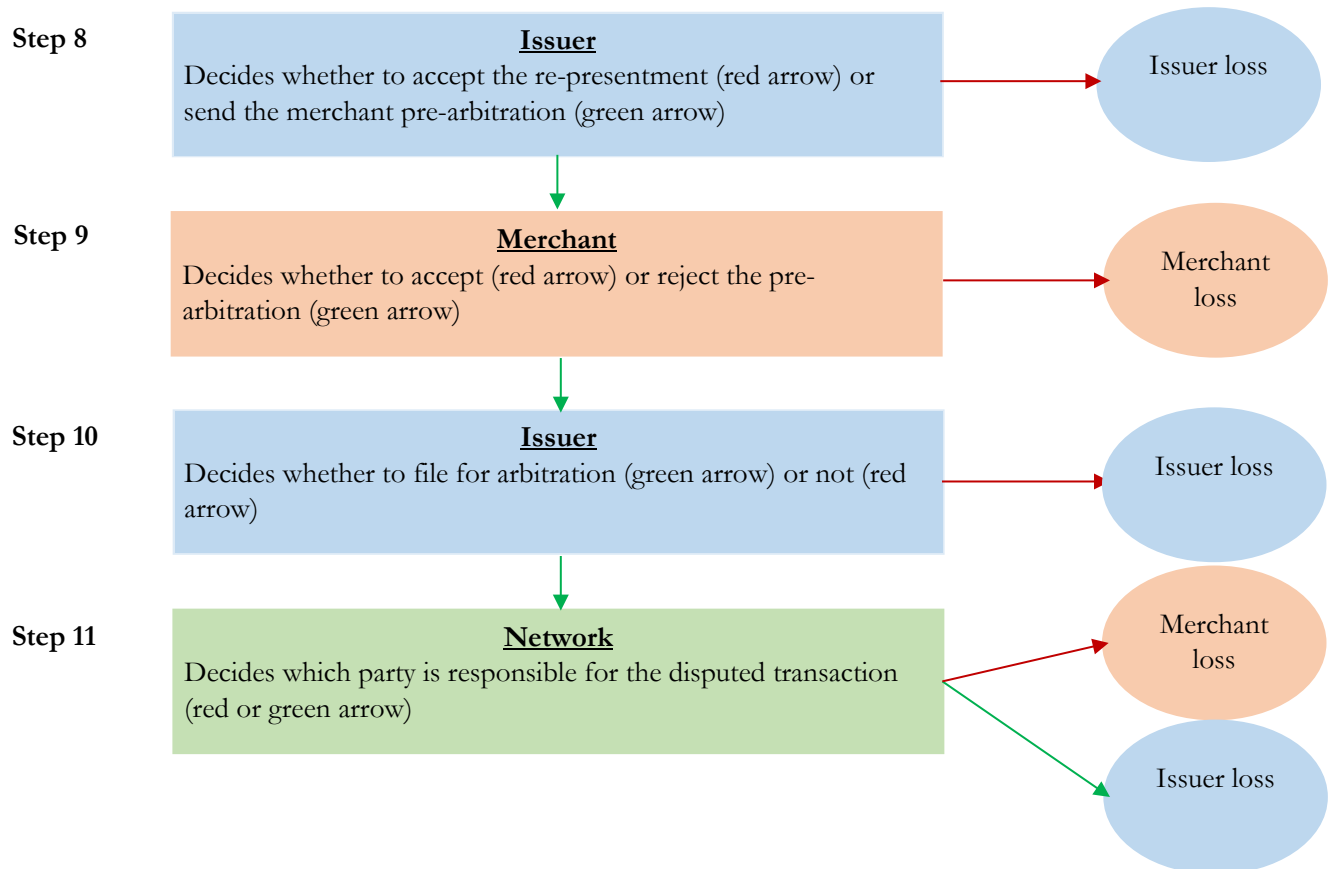 Step 8
Issuer
Decides whether to accept the re-presentment (red arrow) or
send the merchant pre-arbitration (green arrow)
Issuer loss
Step 9
Merchant
Decides whether to accept (red arrow) or reject the pre-
arbitration (green arrow)
Merchant
loss
Step 10
Issuer
Decides whether to file for arbitration (green arrow) or not (red
arrow)
Issuer loss
Step 11
Network
Decides which party is responsible for the disputed transaction
(red or green arrow)
Merchant
loss
Issuer loss